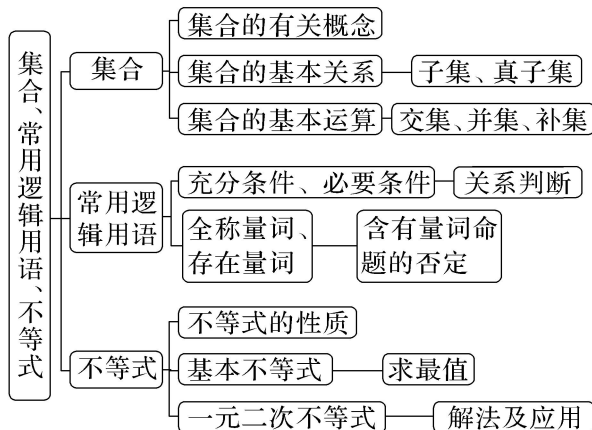 集合、常用逻辑用语、不等式
集合
集合的有关概念
集合的基本关系
子集、真子集
集合的基本运算
交集、并集、补集
常用逻
辑用语
充分条件、必要条件
关系判断
全称量词、
存在量词
含有量词命
题的否定
不等式
不等式的性质
基本不等式
求最值
一元二次不等式
解法及应用